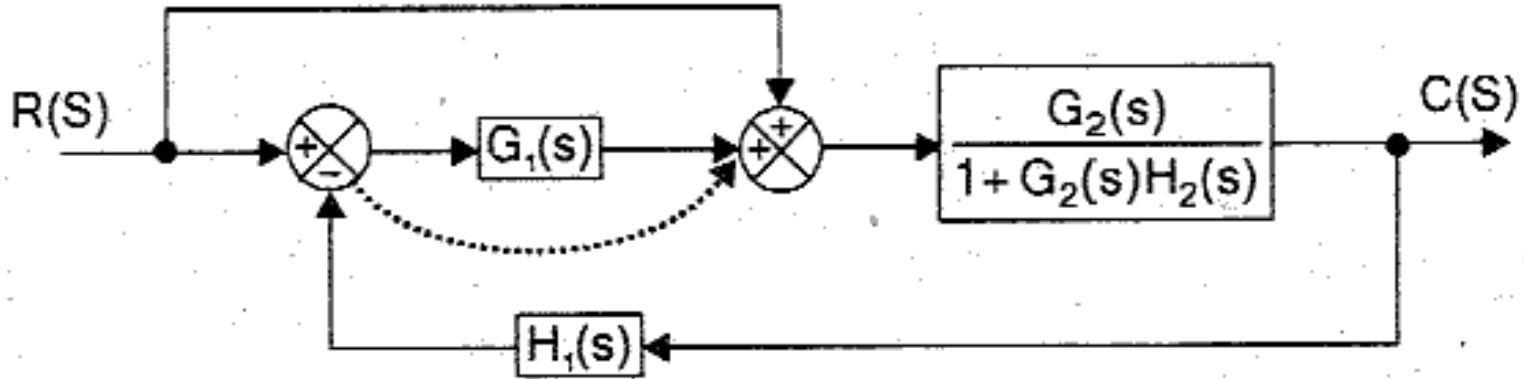 R(S)
+
−
G₁(s)
+
+
G₂(s)
1+G₂(s)H₂(s)
C(S)
H₁(s)